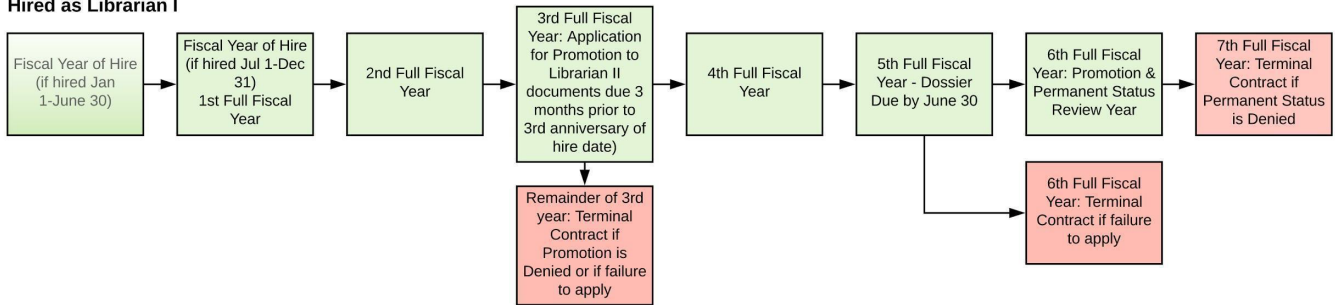 Hired as Librarian I
Fiscal Year of Hire
(if hired Jan
1-June 30)
Fiscal Year of Hire
(if hired Jul 1-Dec
31)
1st Full Fiscal
Year
2nd Full Fiscal
Year
3rd Full Fiscal
Year: Application
for Promotion to
Librarian II
documents due 3
months prior to
3rd anniversary of
hire date)
4th Full Fiscal
Year
5th Full Fiscal
Year - Dossier
Due by June 30
6th Full Fiscal
Year: Promotion &
Permanent Status
Review Year
7th Full Fiscal
Year: Terminal
Contract if
Permanent Status
is Denied
Remainder of 3rd
year: Terminal
Contract if
Promotion is
Denied or if failure
to apply
6th Full Fiscal
Year: Terminal
Contract if failure
to apply